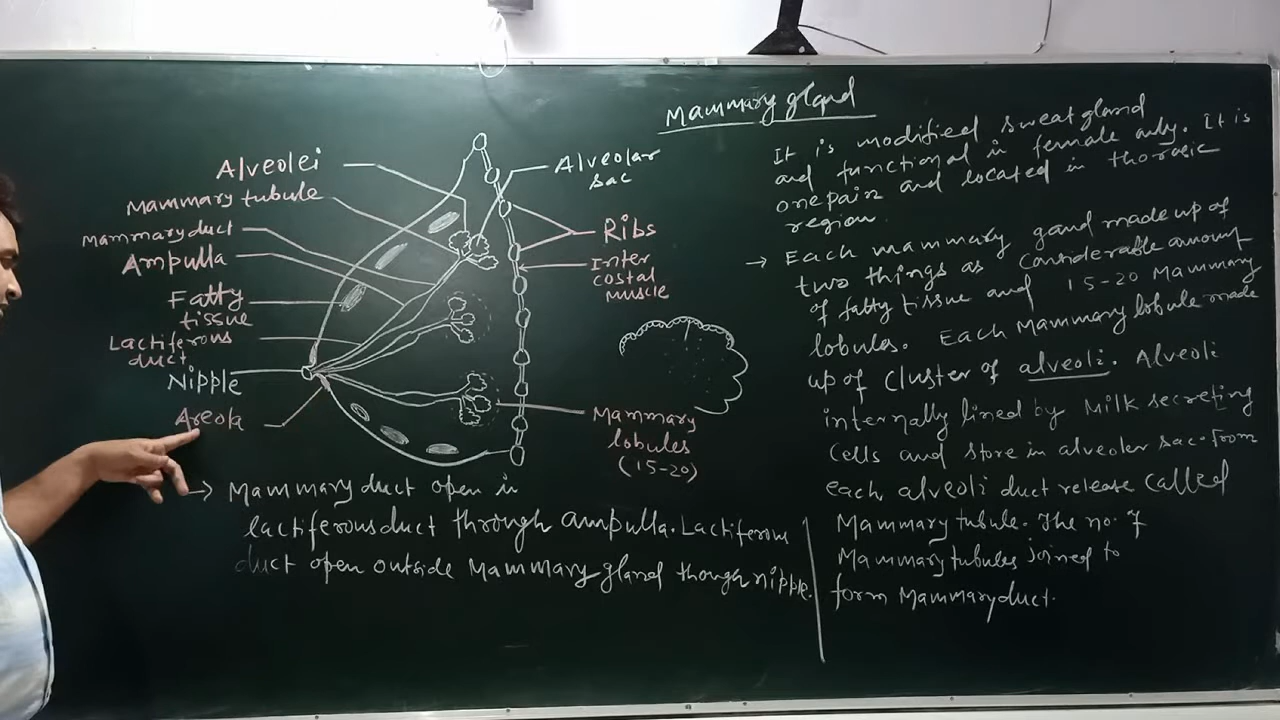 Mammary gland
It is modified sweat gland
and functional in female only. It is
one pair and located in thorasic
region.
→ Each mammary gand made up of
two things as considerable amount
of fatty tissue and 15-20 Mammary
lobules. Each Mammary lobule made
up of Cluster of alveoli. Alveoli
internally lined by Milk secreting
Cells and store in alveoler sac. From
each alveoli duct release called
Mammary tubule. The no. of
Mammary tubules joined to
form Mammary duct.
Alveolei
Mammary tubule
Mammary duct
Ampulla
Fatty
tissue
Lactiferous
duct
Nipple
Areola
Alveolar
sac
Ribs
Inter
costal
muscle
Mammary
lobules
(15-20)
→ Mammary duct open in
lactiferous duct through ampulla. Lactiferous
duct open outside Mammary gland though nipple.